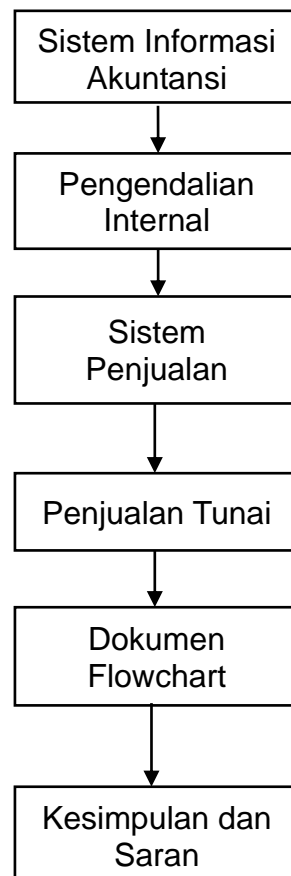 Sistem Informasi
Akuntansi
Pengendalian
Internal
Sistem
Penjualan
Penjualan Tunai
Dokumen
Flowchart
Kesimpulan dan
Saran